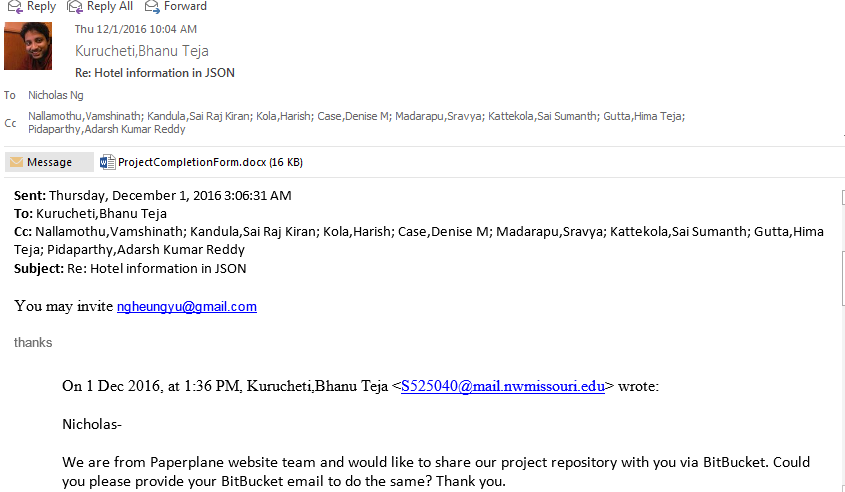 Reply Reply All Forward
Thu 12/1/2016 10:04 AM
Kurucheti,Bhanu Teja
Re: Hotel information in JSON
To Nicholas Ng
Cc Nallamothu,Vamshinath; Kandula,Sai Raj Kiran; Kola,Harish; Case,Denise M; Madarapu,Sravya; Kattekola,Sai Sumanth; Gutta,Hima Teja;
Pidaparthy,Adarsh Kumar Reddy
Message ProjectCompletionForm.docx (16 KB)
Sent: Thursday, December 1, 2016 3:06:31 AM
To: Kurucheti,Bhanu Teja
Cc: Nallamothu,Vamshinath; Kandula,Sai Raj Kiran; Kola,Harish; Case,Denise M; Madarapu,Sravya; Kattekola,Sai Sumanth; Gutta,Hima
Teja; Pidaparthy,Adarsh Kumar Reddy
Subject: Re: Hotel information in JSON
You may invite ngheungyu@gmail.com
thanks
On 1 Dec 2016, at 1:36 PM, Kurucheti,Bhanu Teja <S525040@mail.nwmissouri.edu> wrote:
Nicholas-
We are from Paperplane website team and would like to share our project repository with you via BitBucket. Could
you please provide your BitBucket email to do the same? Thank you.